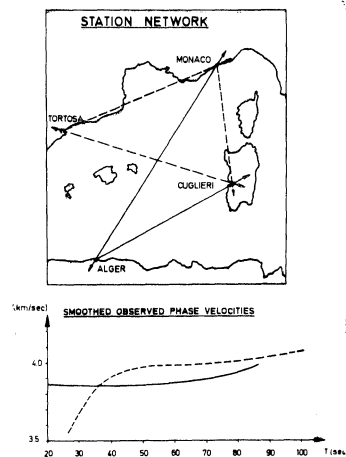 STATION NETWORK
MONACO
TORTOSA
CUGLIERI
ALGER
(km/sec) SMOOTHED OBSERVED PHASE VELOCITIES
4.0
3.5
20 30 40 50 60 70 80 90 100 T (sec